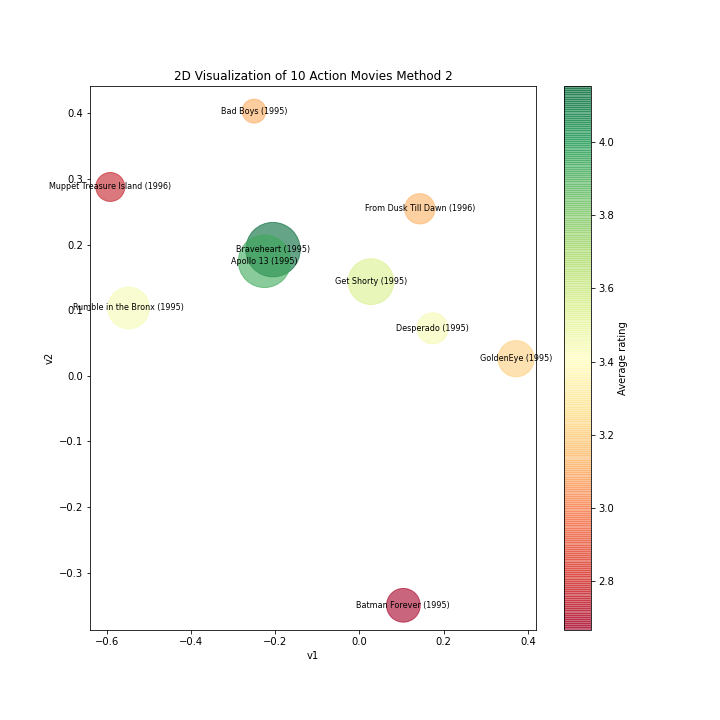 2D Visualization of 10 Action Movies Method 2
0.4
0.3
0.2
0.1
0.0
−0.1
−0.2
−0.3
v2
Bad Boys (1995)
Muppet Treasure Island (1996)
From Dusk Till Dawn (1996)
Braveheart (1995)
Apollo 13 (1995)
Get Shorty (1995)
Rumble in the Bronx (1995)
Desperado (1995)
GoldenEye (1995)
Batman Forever (1995)
−0.6
−0.4
−0.2
0.0
0.2
0.4
v1
4.0
3.8
3.6
3.4
3.2
3.0
2.8
Average rating